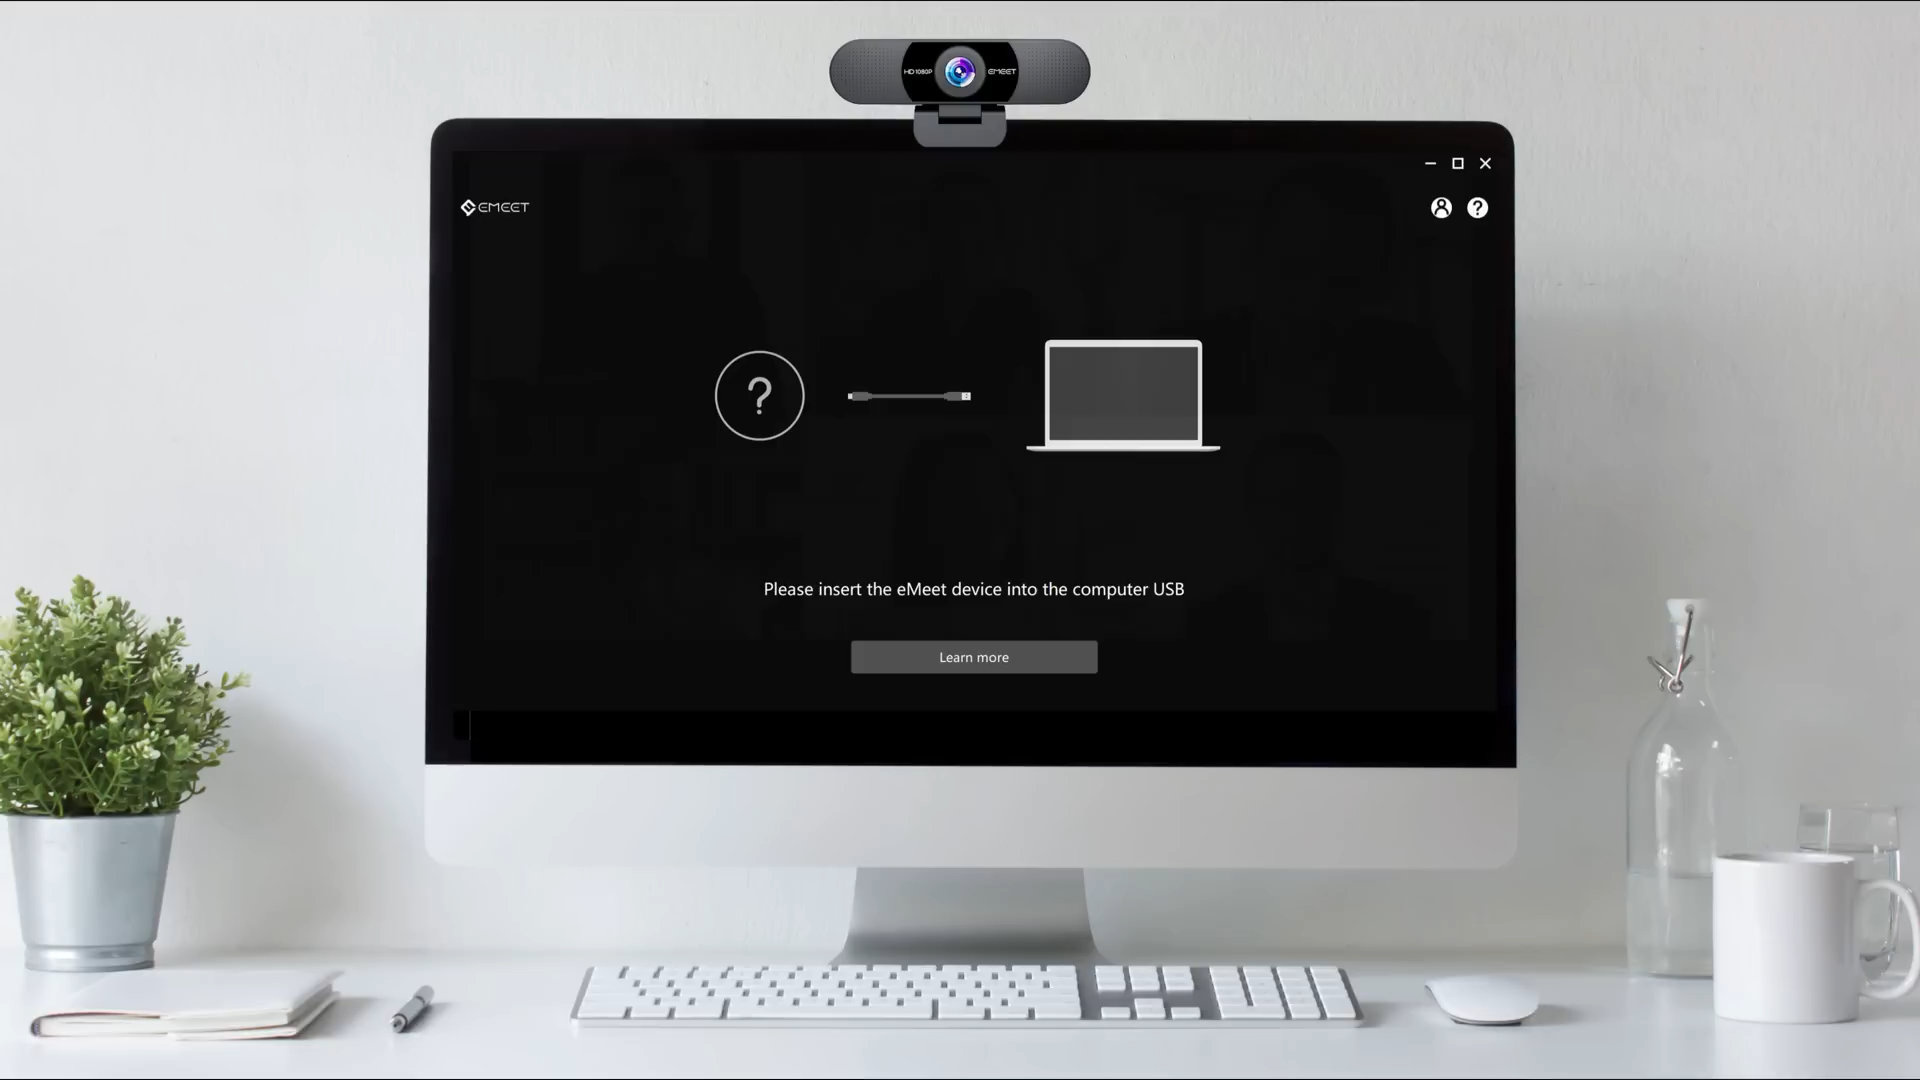 HD 1080P
EMEET
EMEET
?
?
Please insert the eMeet device into the computer USB
Learn more